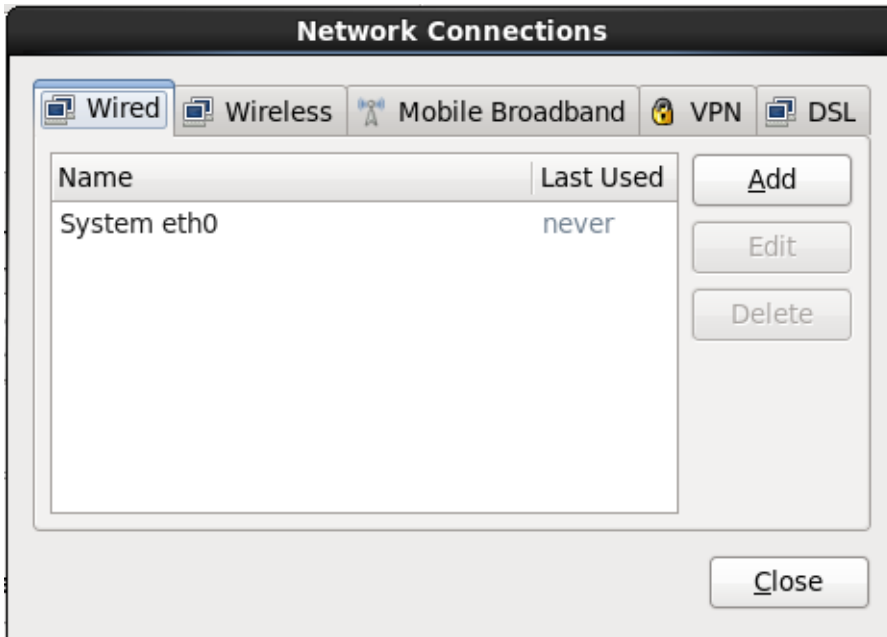 Network Connections
Wired Wireless Mobile Broadband VPN DSL
Name Last Used Add
System eth0 never
Edit
Delete
Close